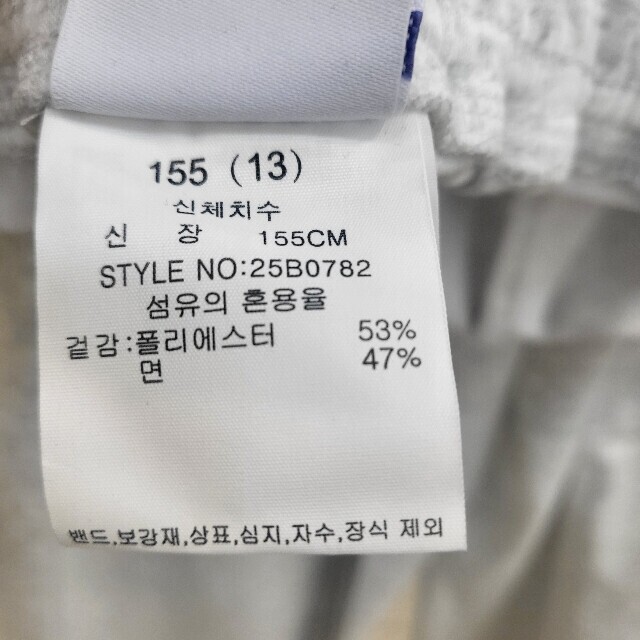 155 (13)
신체치수
신 장 155CM
STYLE NO:25B0782
섬유의 혼용율
겉감:폴리에스터 53%
면 47%
밴드,보강재,상표,심지,자수,장식 제외